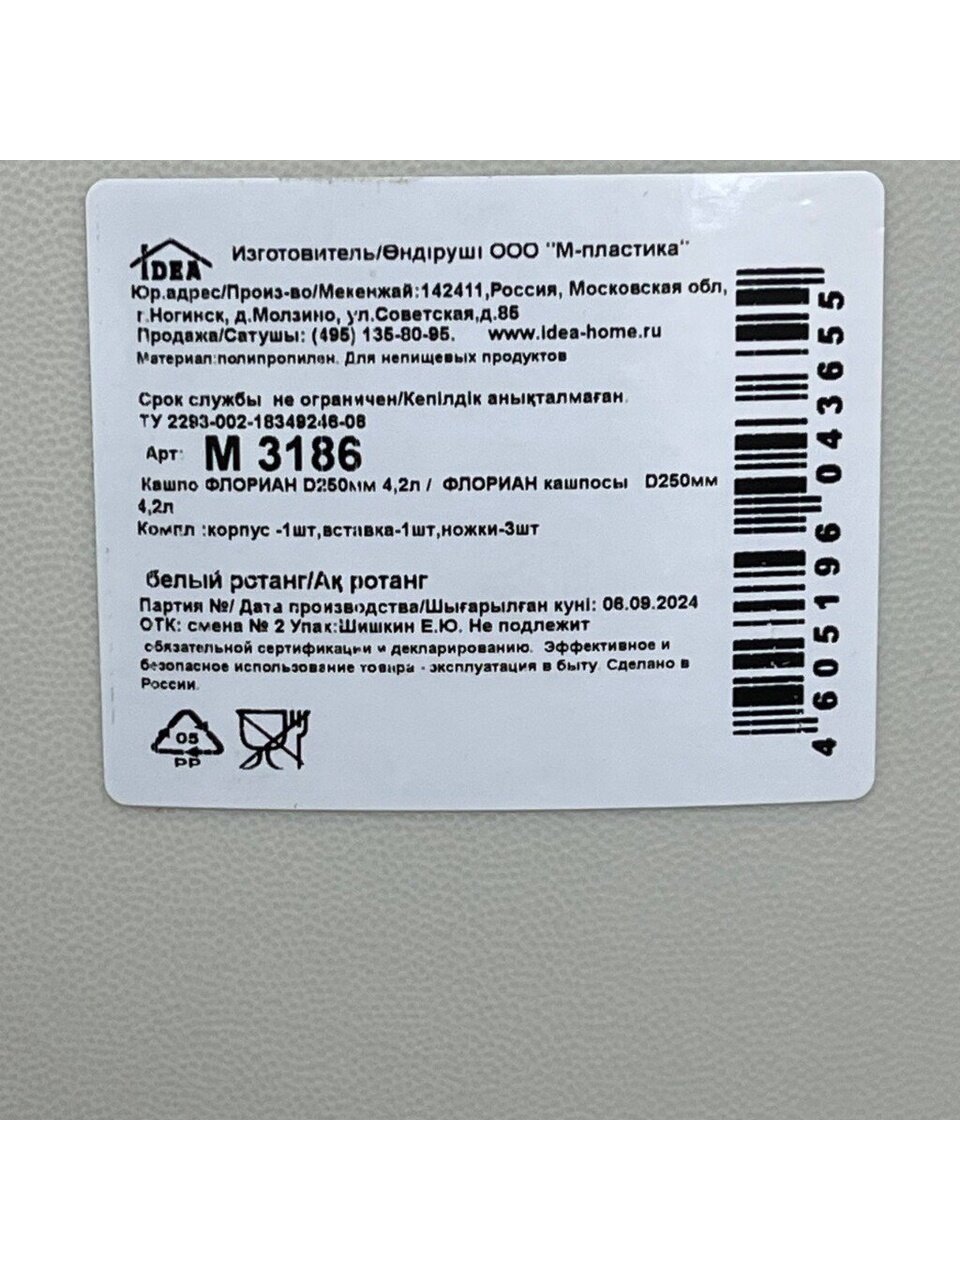 IDEA
Изготовитель/Өндіруші ООО "М-пластика"
Юр.адрес/Произ-во/Мекенжай:142411,Россия, Московская обл,
г.Ногинск, д.Молзино, ул.Советская,д.85
Продажа/Сатушы: (495) 135-80-95. www.idea-home.ru
Материал:полипропилен. Для непищевых продуктов
Срок службы не ограничен/Кепілдік анықталмаған.
ТУ 2293-002-18349246-08
Арт: М 3186
Кашпо ФЛОРИАН D250мм 4,2л / ФЛОРИАН кашпосы D250мм
4,2л
Компл :корпус -1шт,вставка-1шт,ножки-3шт
белый ротанг/Ақ ротанг
Партия №/ Дата производства/Шығарылған күні: 06.09.2024
ОТК: смена № 2 Упак:Шишкин Е.Ю. Не подлежит
обязательной сертификации и декларированию. Эффективное и
безопасное использование товара - эксплуатация в быту. Сделано в
России.
05
PP
4605196043655